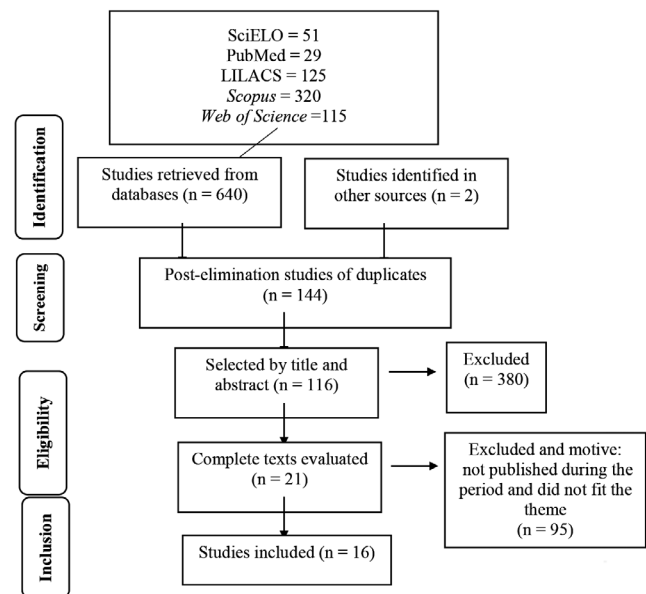 SciELO = 51
PubMed = 29
LILACS = 125
Scopus = 320
Web of Science =115
Identification
Studies retrieved from
databases (n = 640)
Studies identified in
other sources (n = 2)
Screening
Post-elimination studies of duplicates
(n = 144)
Selected by title and
abstract (n = 116)
Excluded
(n = 380)
Eligibility
Complete texts evaluated
(n = 21)
Excluded and motive:
not published during the
period and did not fit the
theme
(n = 95)
Inclusion
Studies included (n = 16)